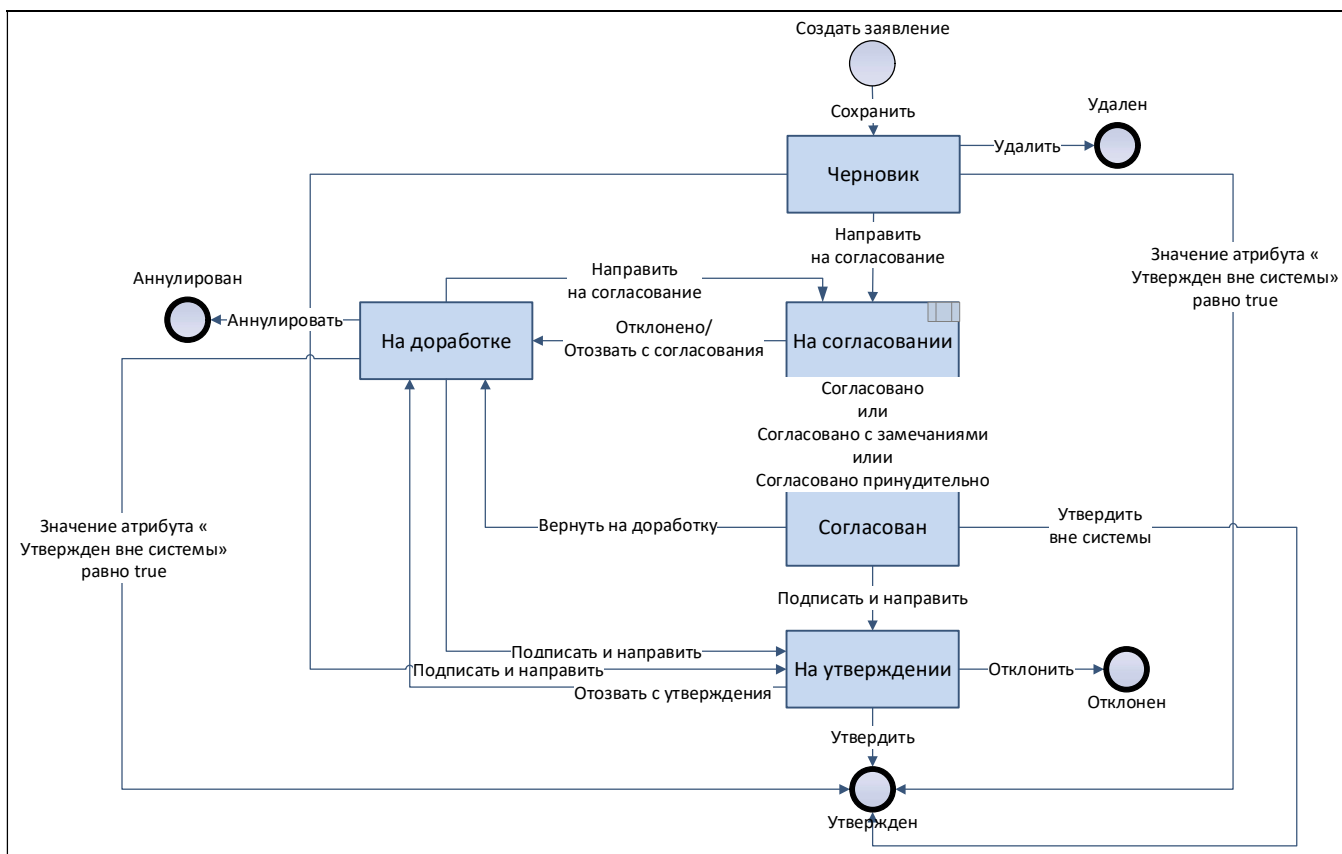 Создать заявление
Сохранить
Удален
Удалить
Черновик
Направить
на согласование
Значение атрибута «
Утвержден вне системы»
равно true
Аннулирован
Направить
на согласование
Аннулировать
На доработке
Отклонено/
Отозвать с согласования
На согласовании
Согласовано
или
Согласовано с замечаниями
илии
Согласовано принудительно
Значение атрибута «
Утвержден вне системы»
равно true
Вернуть на доработку
Согласован
Утвердить
вне системы
Подписать и направить
Подписать и направить
Подписать и направить
Отозвать с утверждения
На утверждении
Отклонить
Отклонен
Утвердить
Утвержден